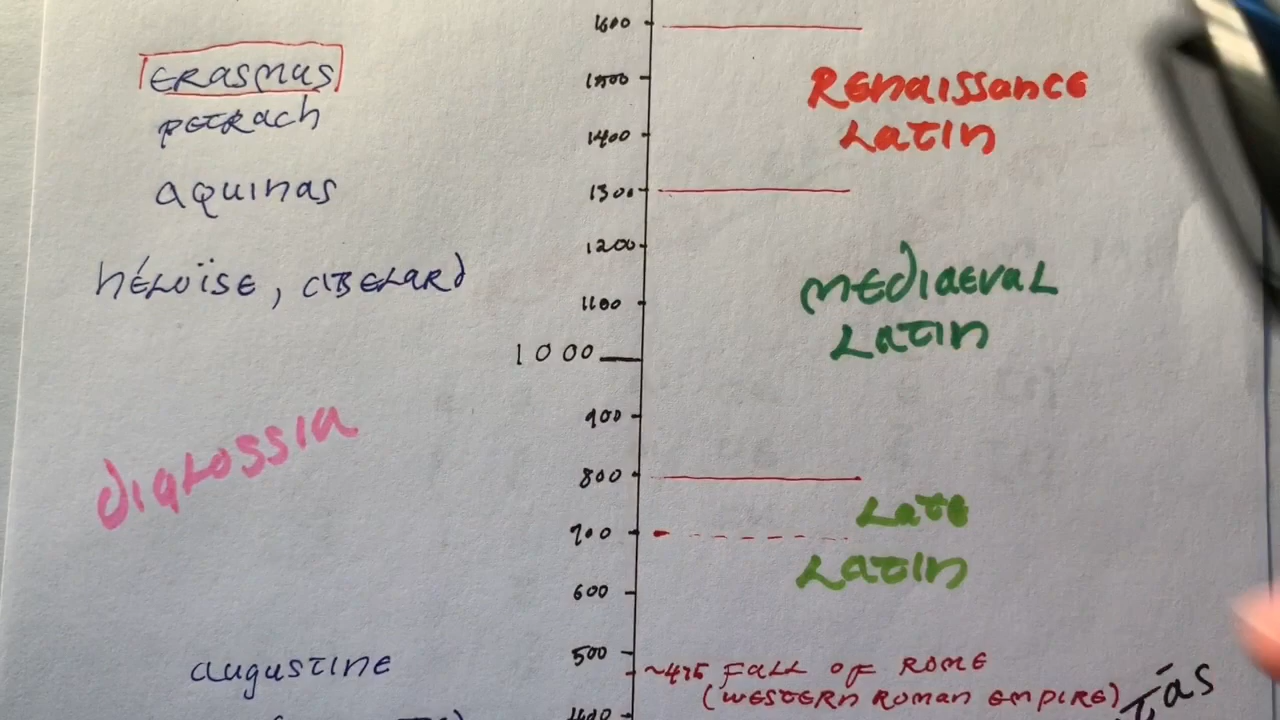 1600
ERASMUS
1500
RENAISSANCE
PETRACH
1400
LATIN
AQUINAS
1300
1200
HÉLOÏSE, ABELARD
1100
MEDIAEVAL
LATIN
1000
900
DIGLOSSIA
800
LATE
700
LATIN
600
AUGUSTINE
500
~475 FALL OF ROME
(WESTERN ROMAN EMPIRE)
400